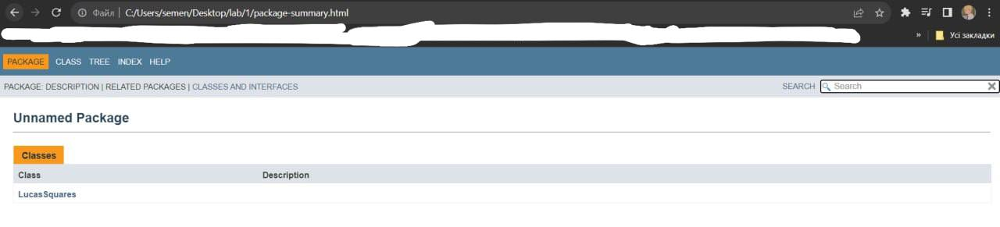 Файл | C:/Users/semen/Desktop/lab/1/package-summary.html
» Усі закладки
PACKAGE CLASS TREE INDEX HELP
PACKAGE: DESCRIPTION | RELATED PACKAGES | CLASSES AND INTERFACES SEARCH Search
Unnamed Package
Classes
Class Description
LucasSquares